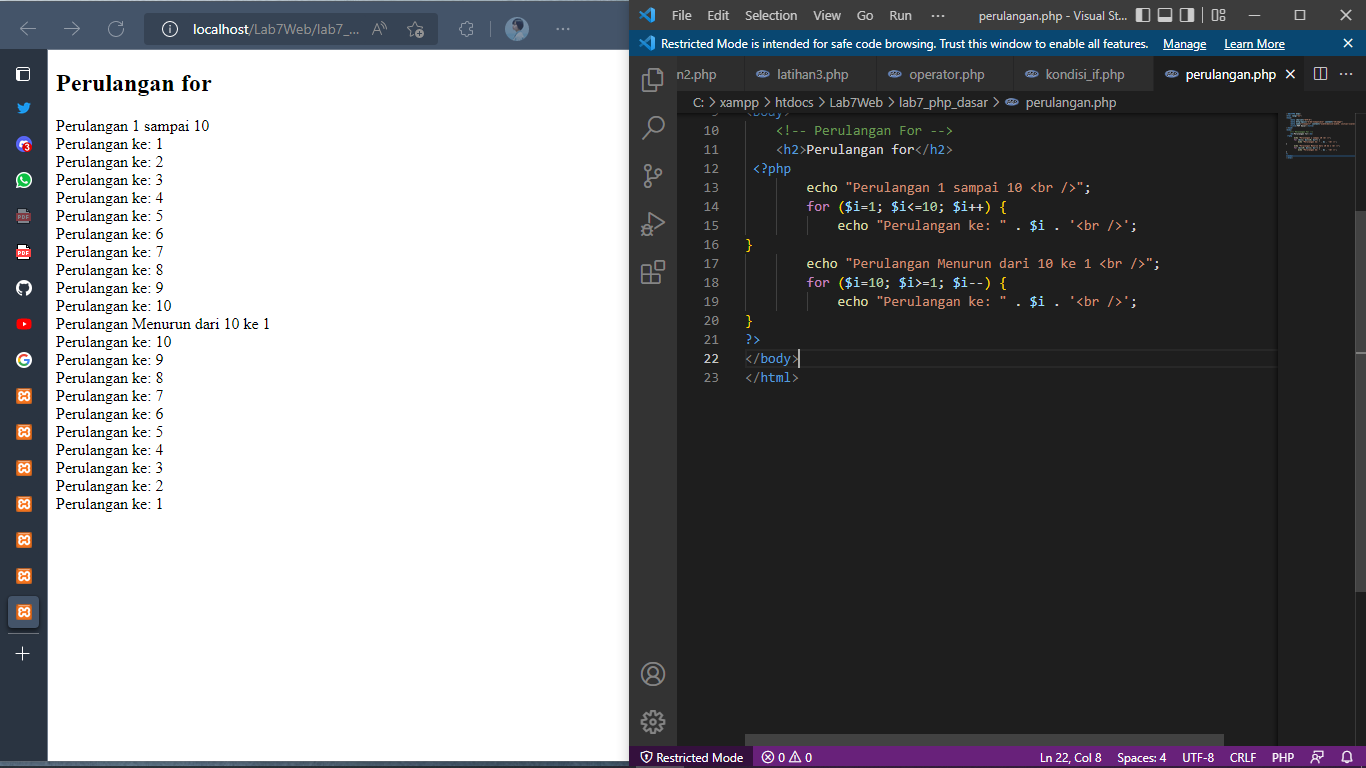 localhost/Lab7Web/lab7_...
Perulangan for
Perulangan 1 sampai 10
Perulangan ke: 1
Perulangan ke: 2
Perulangan ke: 3
Perulangan ke: 4
Perulangan ke: 5
Perulangan ke: 6
Perulangan ke: 7
Perulangan ke: 8
Perulangan ke: 9
Perulangan ke: 10
Perulangan Menurun dari 10 ke 1
Perulangan ke: 10
Perulangan ke: 9
Perulangan ke: 8
Perulangan ke: 7
Perulangan ke: 6
Perulangan ke: 5
Perulangan ke: 4
Perulangan ke: 3
Perulangan ke: 2
Perulangan ke: 1
File Edit Selection View Go Run ··· perulangan.php - Visual St...
Restricted Mode is intended for safe code browsing. Trust this window to enable all features. Manage Learn More
n2.php latihan3.php operator.php kondisi_if.php perulangan.php
C: > xampp > htdocs > Lab7Web > lab7_php_dasar > perulangan.php
9 <body>
10 <!-- Perulangan For -->
11 <h2>Perulangan for</h2>
12 <?php
13 echo "Perulangan 1 sampai 10 <br />";
14 for ($i=1; $i<=10; $i++) {
15 echo "Perulangan ke: " . $i . '<br />';
16 }
17 echo "Perulangan Menurun dari 10 ke 1 <br />";
18 for ($i=10; $i>=1; $i--) {
19 echo "Perulangan ke: " . $i . '<br />';
20 }
21 ?>
22 </body>
23 </html>
Restricted Mode 0 0 Ln 22, Col 8 Spaces: 4 UTF-8 CRLF PHP